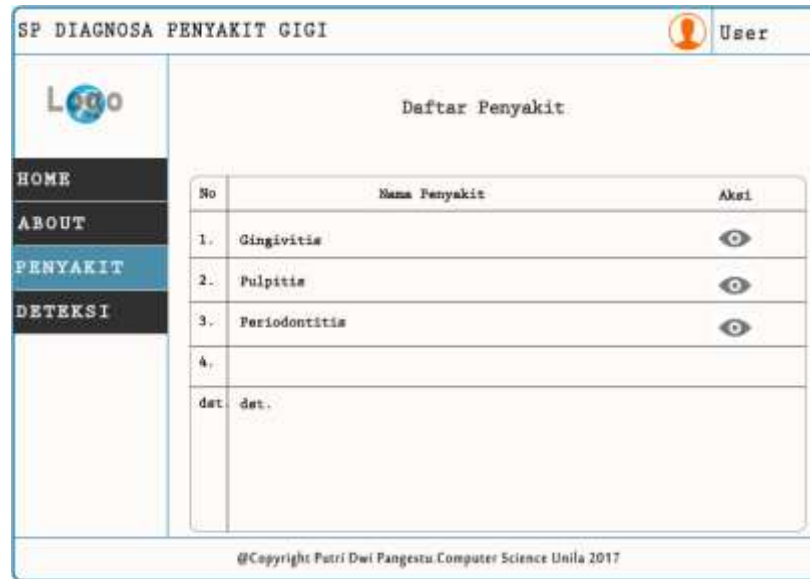 SP DIAGNOSA PENYAKIT GIGI
User
Logo
Daftar Penyakit
HOME
ABOUT
PENYAKIT
DETEKSI
No Nama Penyakit Aksi
1. Gingivitis
2. Pulpitis
3. Periodontitis
4.
dst. dst.
@Copyright Putri Dwi Pangestu.Computer Science Unila 2017